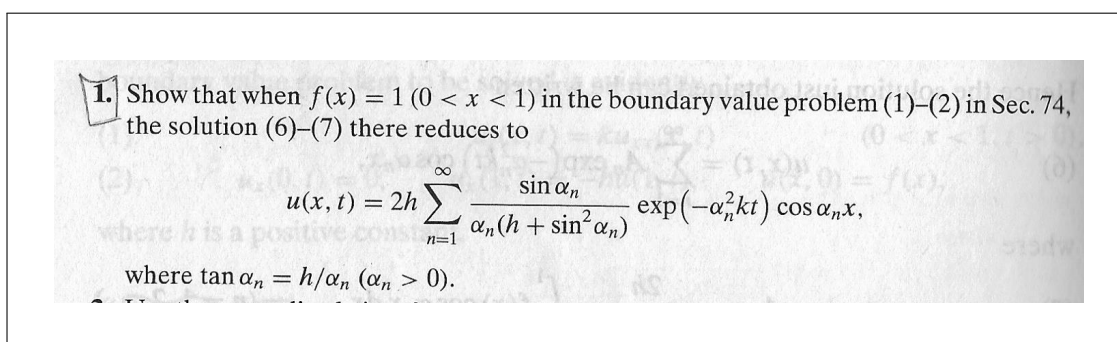 1. Show that when f(x) = 1 (0 < x < 1) in the boundary value problem (1)–(2) in Sec. 74,
the solution (6)–(7) there reduces to
u(x, t) = 2h ∑_{n=1}^{∞} \frac{sin α_n}{α_n(h + sin² α_n)} exp(−α_n² kt) cos α_n x,
where tan α_n = h/α_n (α_n > 0).